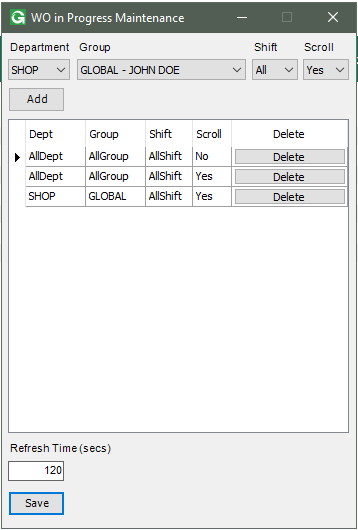 G WO in Progress Maintenance
Department Group Shift Scroll
SHOP GLOBAL - JOHN DOE All Yes
Add
Dept Group Shift Scroll Delete
AllDept AllGroup AllShift No Delete
AllDept AllGroup AllShift Yes Delete
SHOP GLOBAL AllShift Yes Delete
Refresh Time (secs)
120
Save